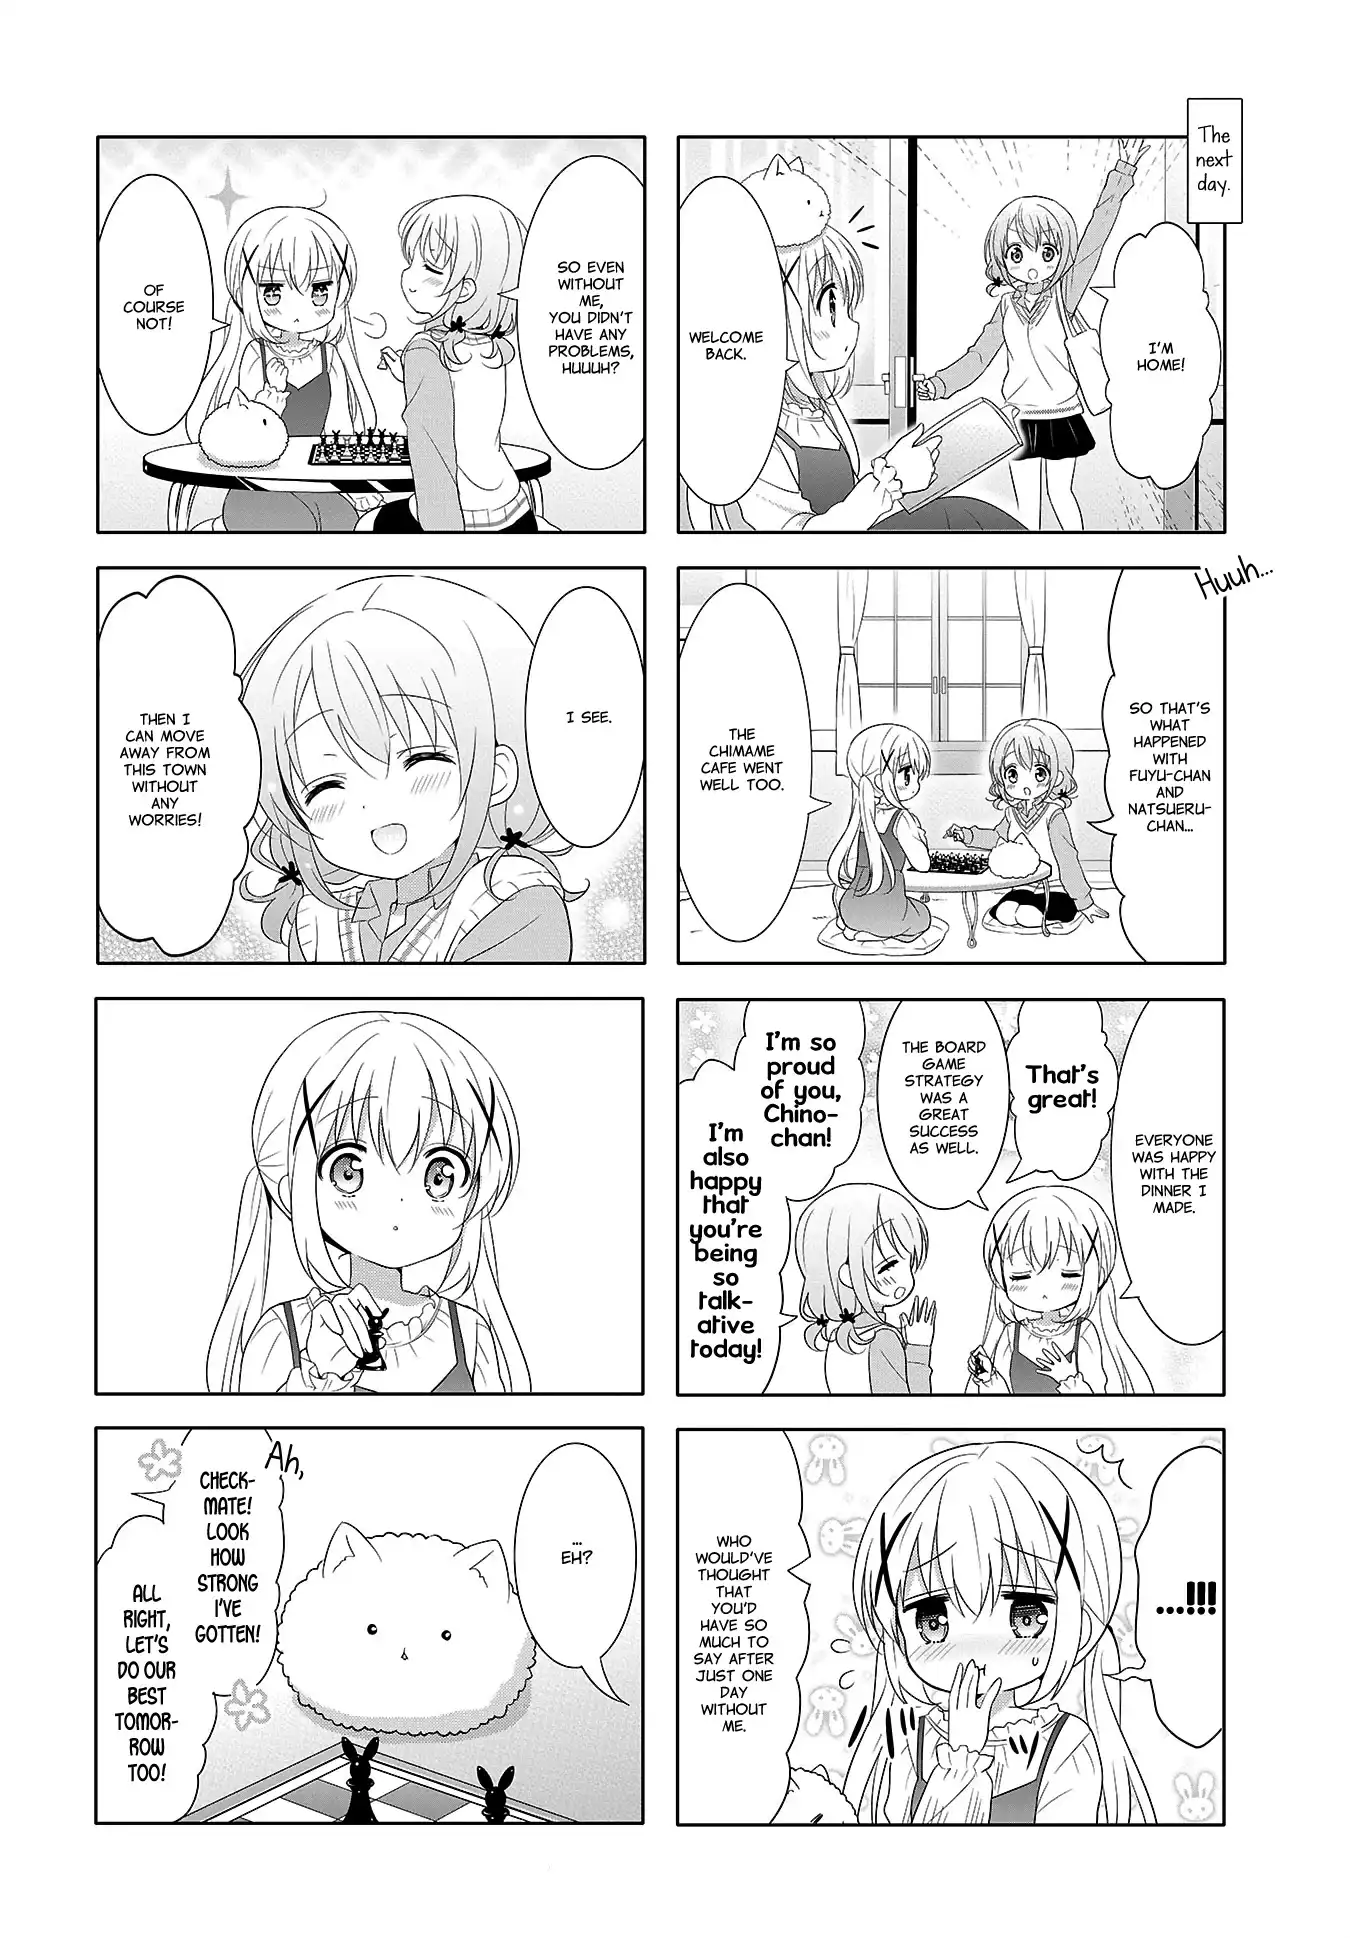 The
next
day.
I'M
HOME!
WELCOME
BACK.
Huuh...
SO THAT'S
WHAT
HAPPENED
WITH
FUYU-CHAN
AND
NATSUERU-
CHAN...
THE
CHIMAME
CAFE WENT
WELL TOO.
EVERYONE
WAS HAPPY
WITH THE
DINNER I
MADE.
That's
great!
THE BOARD
GAME
STRATEGY
WAS A
GREAT
SUCCESS
AS WELL.
I'm so
proud
of you,
Chino-
chan!
I'm
also
happy
that
you're
being
so
talk-
ative
today!
...!!!
WHO
WOULD'VE
THOUGHT
THAT
YOU'D
HAVE SO
MUCH TO
SAY AFTER
JUST ONE
DAY
WITHOUT
ME.
SO EVEN
WITHOUT
ME,
YOU DIDN'T
HAVE ANY
PROBLEMS,
HUUUH?
OF
COURSE
NOT!
I SEE.
THEN I
CAN MOVE
AWAY FROM
THIS TOWN
WITHOUT
ANY
WORRIES!
...
EH?
Ah,
CHECK-
MATE!
LOOK
HOW
STRONG
I'VE
GOTTEN!
ALL
RIGHT,
LET'S
DO OUR
BEST
TOMOR-
ROW
TOO!